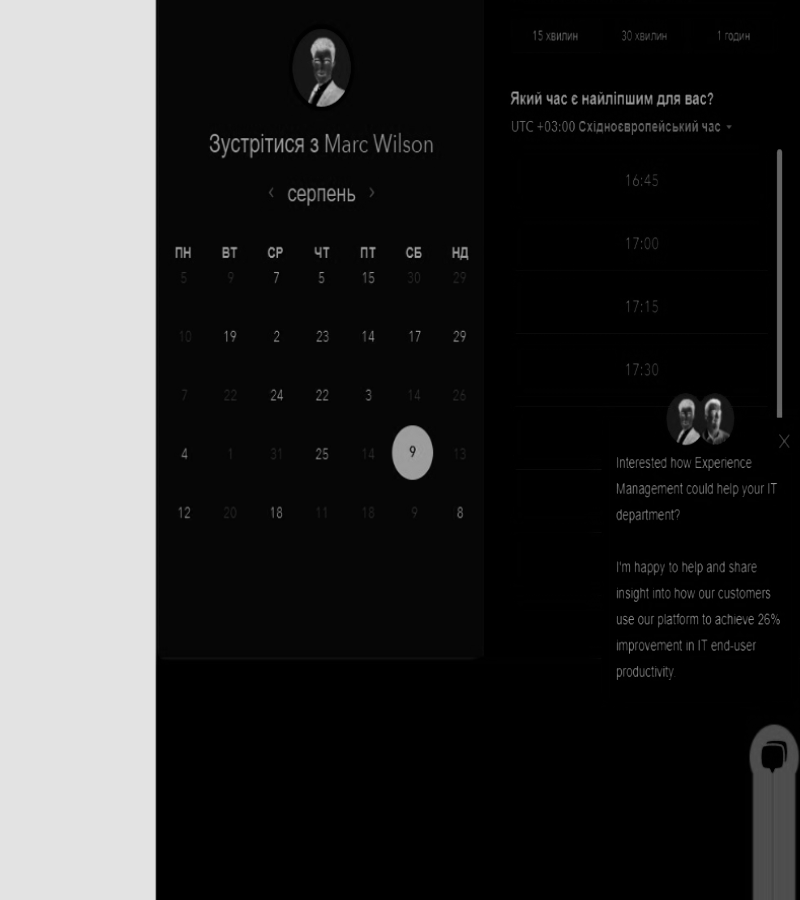 Зустрітися з Marc Wilson
серпень
ПН ВТ СР ЧТ ПТ СБ НД
5 9 7 5 15 30 29
10 19 2 23 14 17 29
7 22 24 22 3 14 26
4 1 31 25 14 9 13
12 20 18 11 18 9 8
15 хвилин 30 хвилин 1 годин
Який час є найліпшим для вас?
UTC +03:00 Східноєвропейський час
16:45
17:00
17:15
17:30
X
Interested how Experience
Management could help your IT
department?
I'm happy to help and share
insight into how our customers
use our platform to achieve 26%
improvement in IT end-user
productivity.